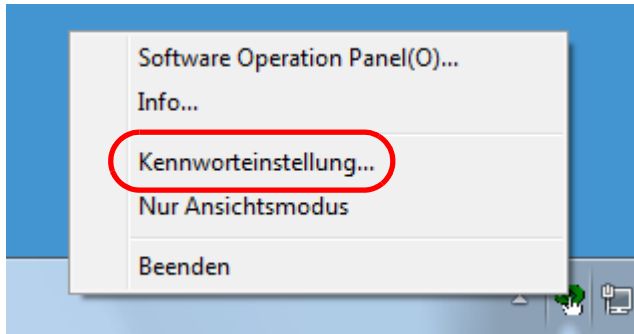 Software Operation Panel(O)...
Info...
Kennworteinstellung...
Nur Ansichtsmodus
Beenden